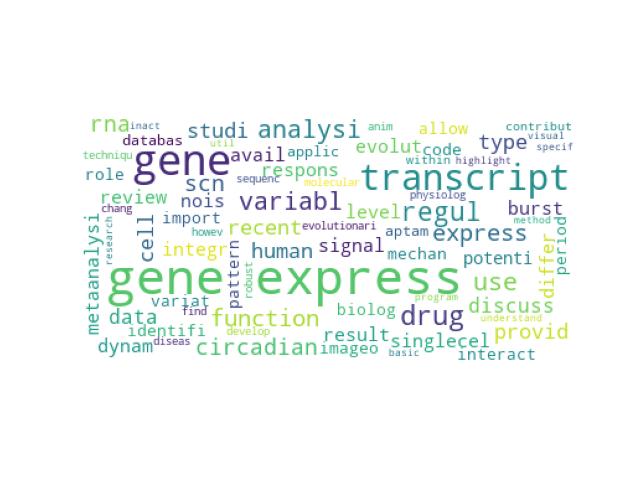 rna
inact
databas
studi
analysi
util
anim
allow
contribut
visual
specif
techniqu
gene
avail
applic
evolut
code
type
role
scn
respons
within
highlight
sequenc
molecular
transcript
review
nois
variabl
level
physiolog
regul
burst
chang
import
recent
evolutionari
aptam
express
method
metaanalysi
research
cell
howev
integr
pattern
human
signal
mechan
potenti
differ
period
gene express
robust
use
variat
find
function
biolog
program
drug
discuss
data
identifi
develop
result
understand
provid
dynam
diseas
circadian
imageo
singlecel
basic
interact